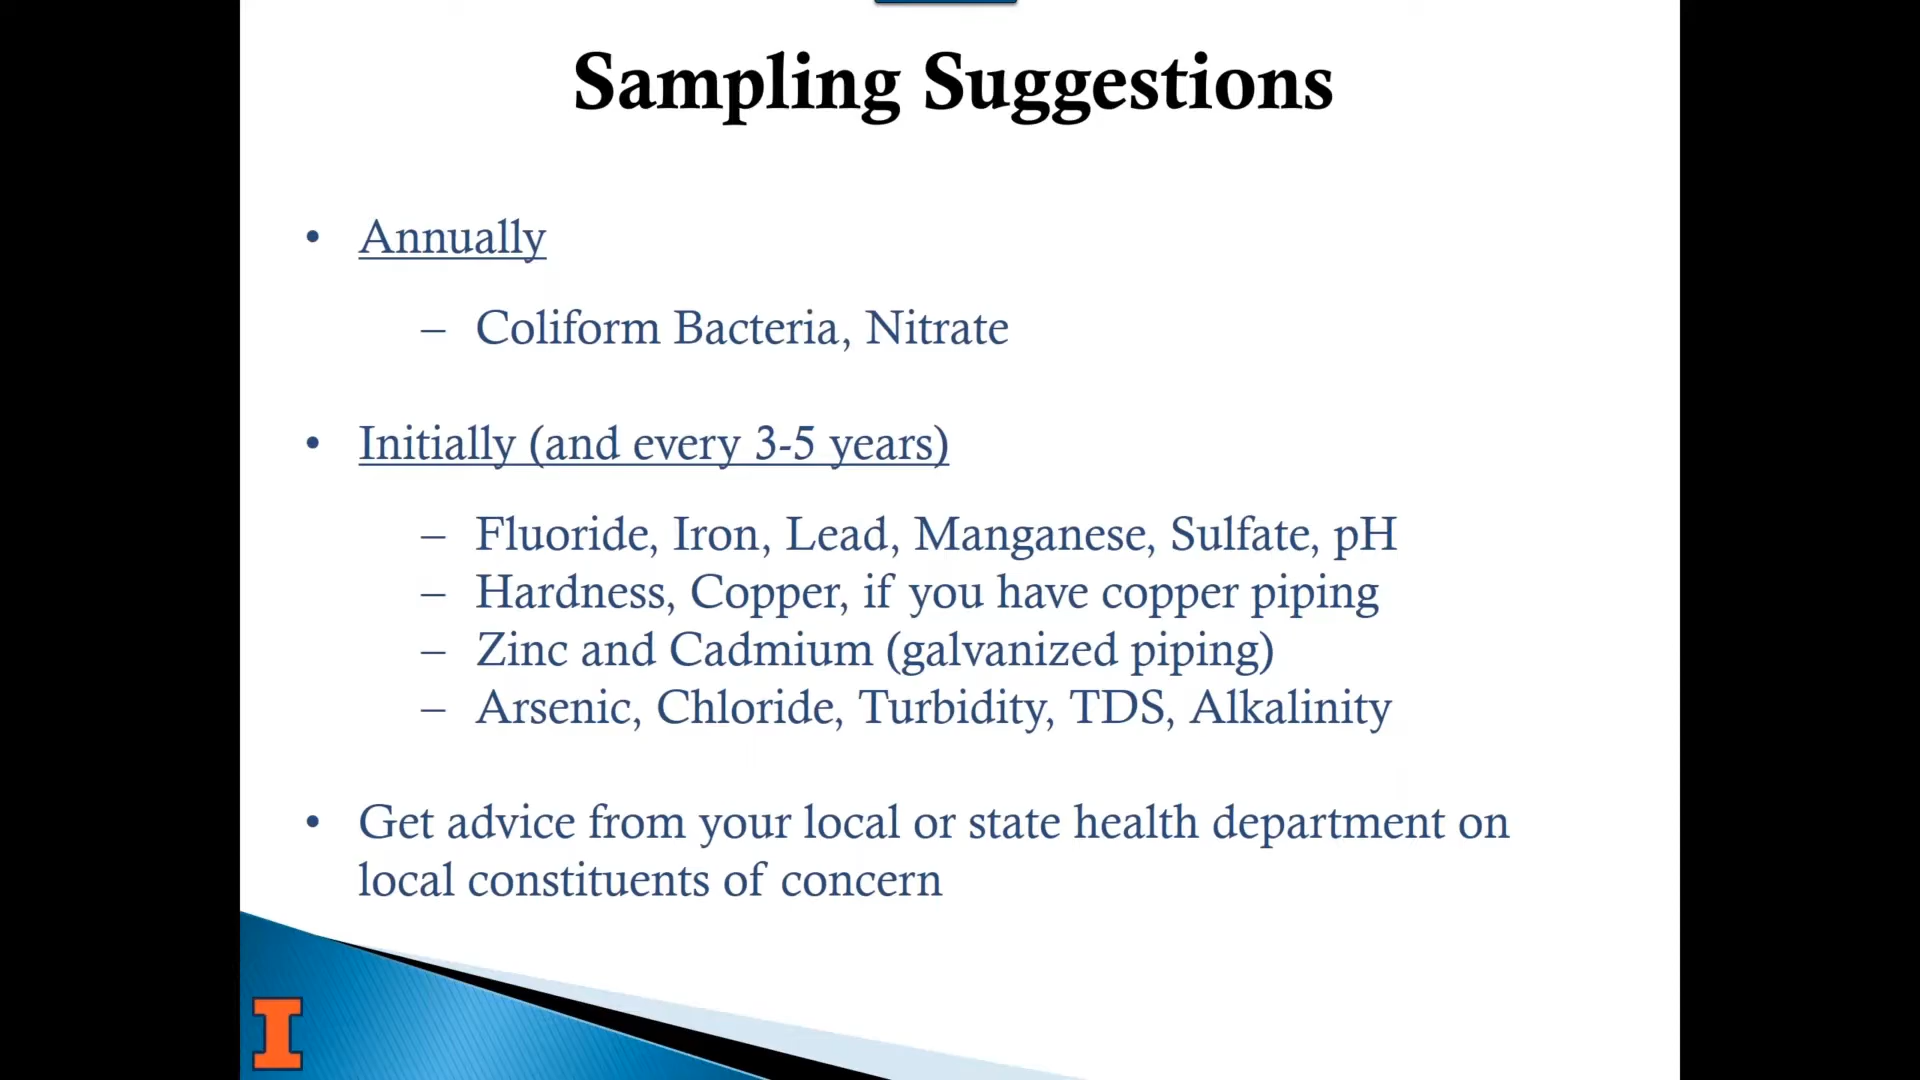 Sampling Suggestions
• Annually
– Coliform Bacteria, Nitrate
• Initially (and every 3-5 years)
– Fluoride, Iron, Lead, Manganese, Sulfate, pH
– Hardness, Copper, if you have copper piping
– Zinc and Cadmium (galvanized piping)
– Arsenic, Chloride, Turbidity, TDS, Alkalinity
• Get advice from your local or state health department on
local constituents of concern
I